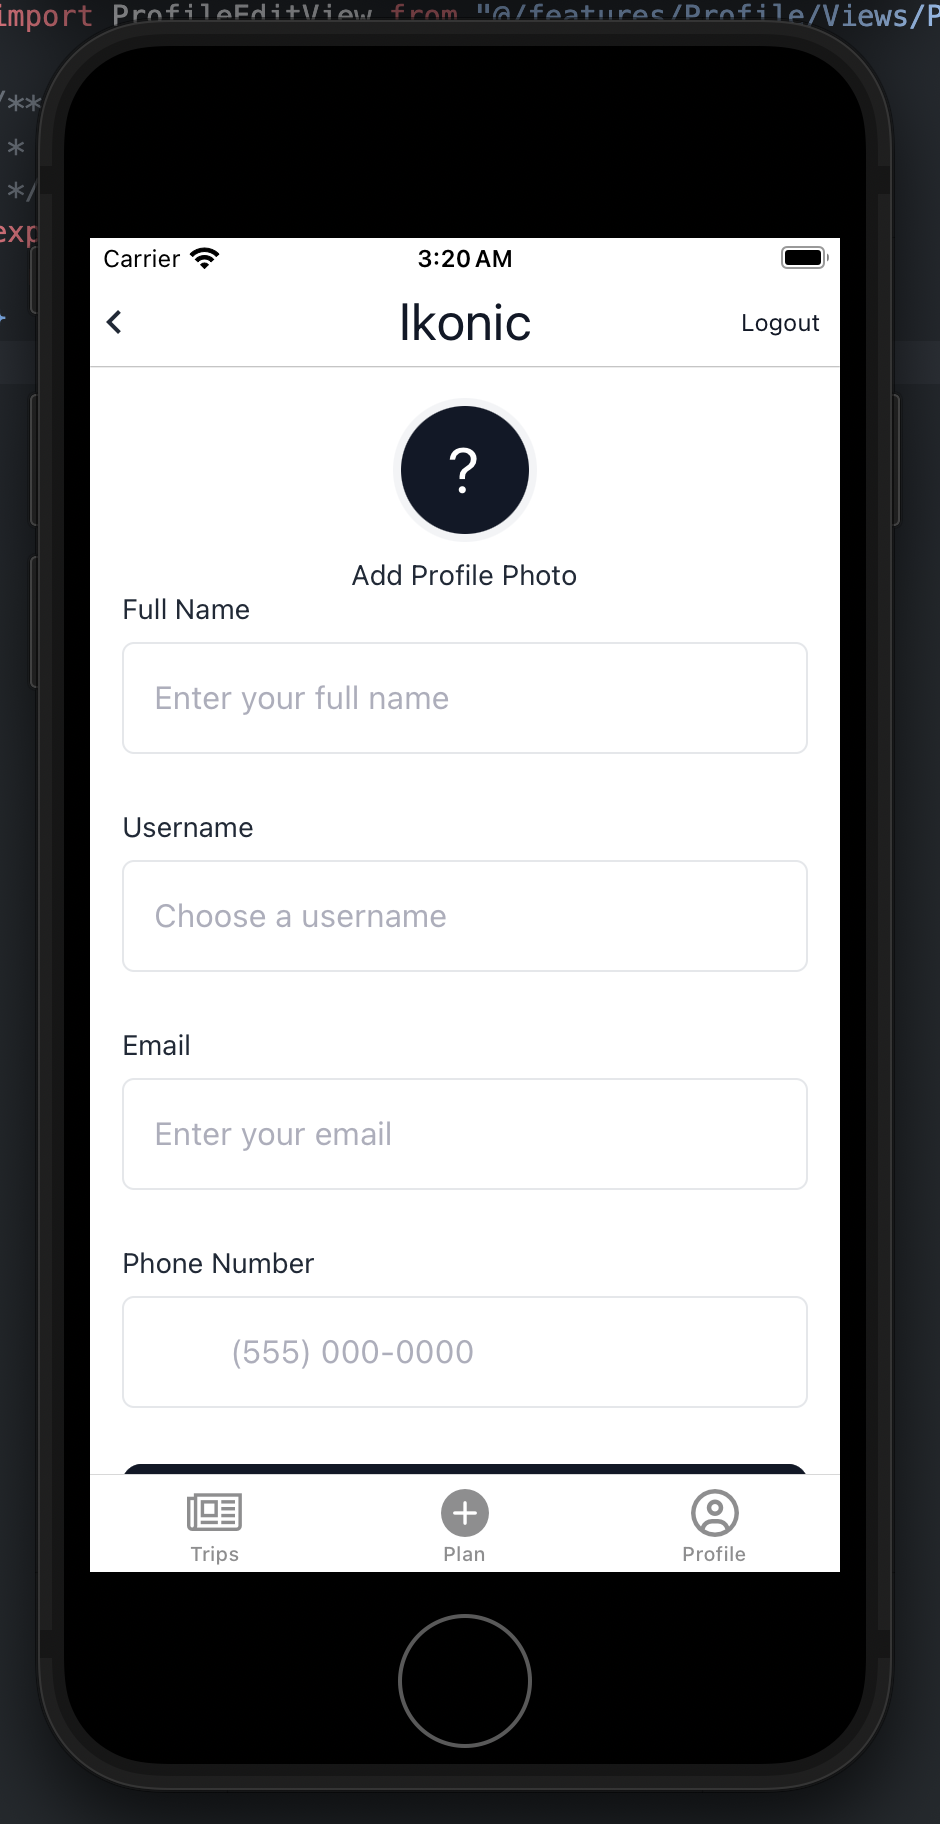 import ProfileEditView from "@/features/Profile/Views/P
/**
*
*/
exp
Carrier 3:20 AM
Ikonic Logout
?
Add Profile Photo
Full Name
Enter your full name
Username
Choose a username
Email
Enter your email
Phone Number
(555) 000-0000
Trips Plan Profile